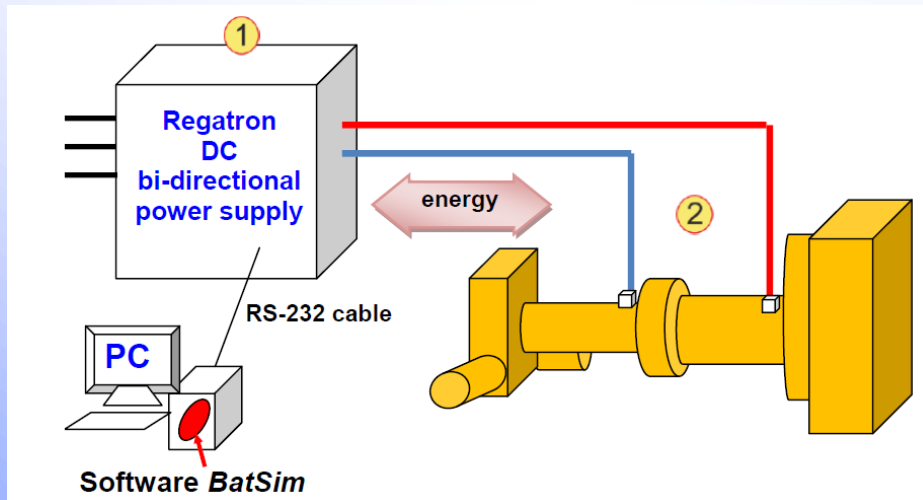 1
Regatron
DC
bi-directional
power supply
energy
2
RS-232 cable
PC
Software BatSim